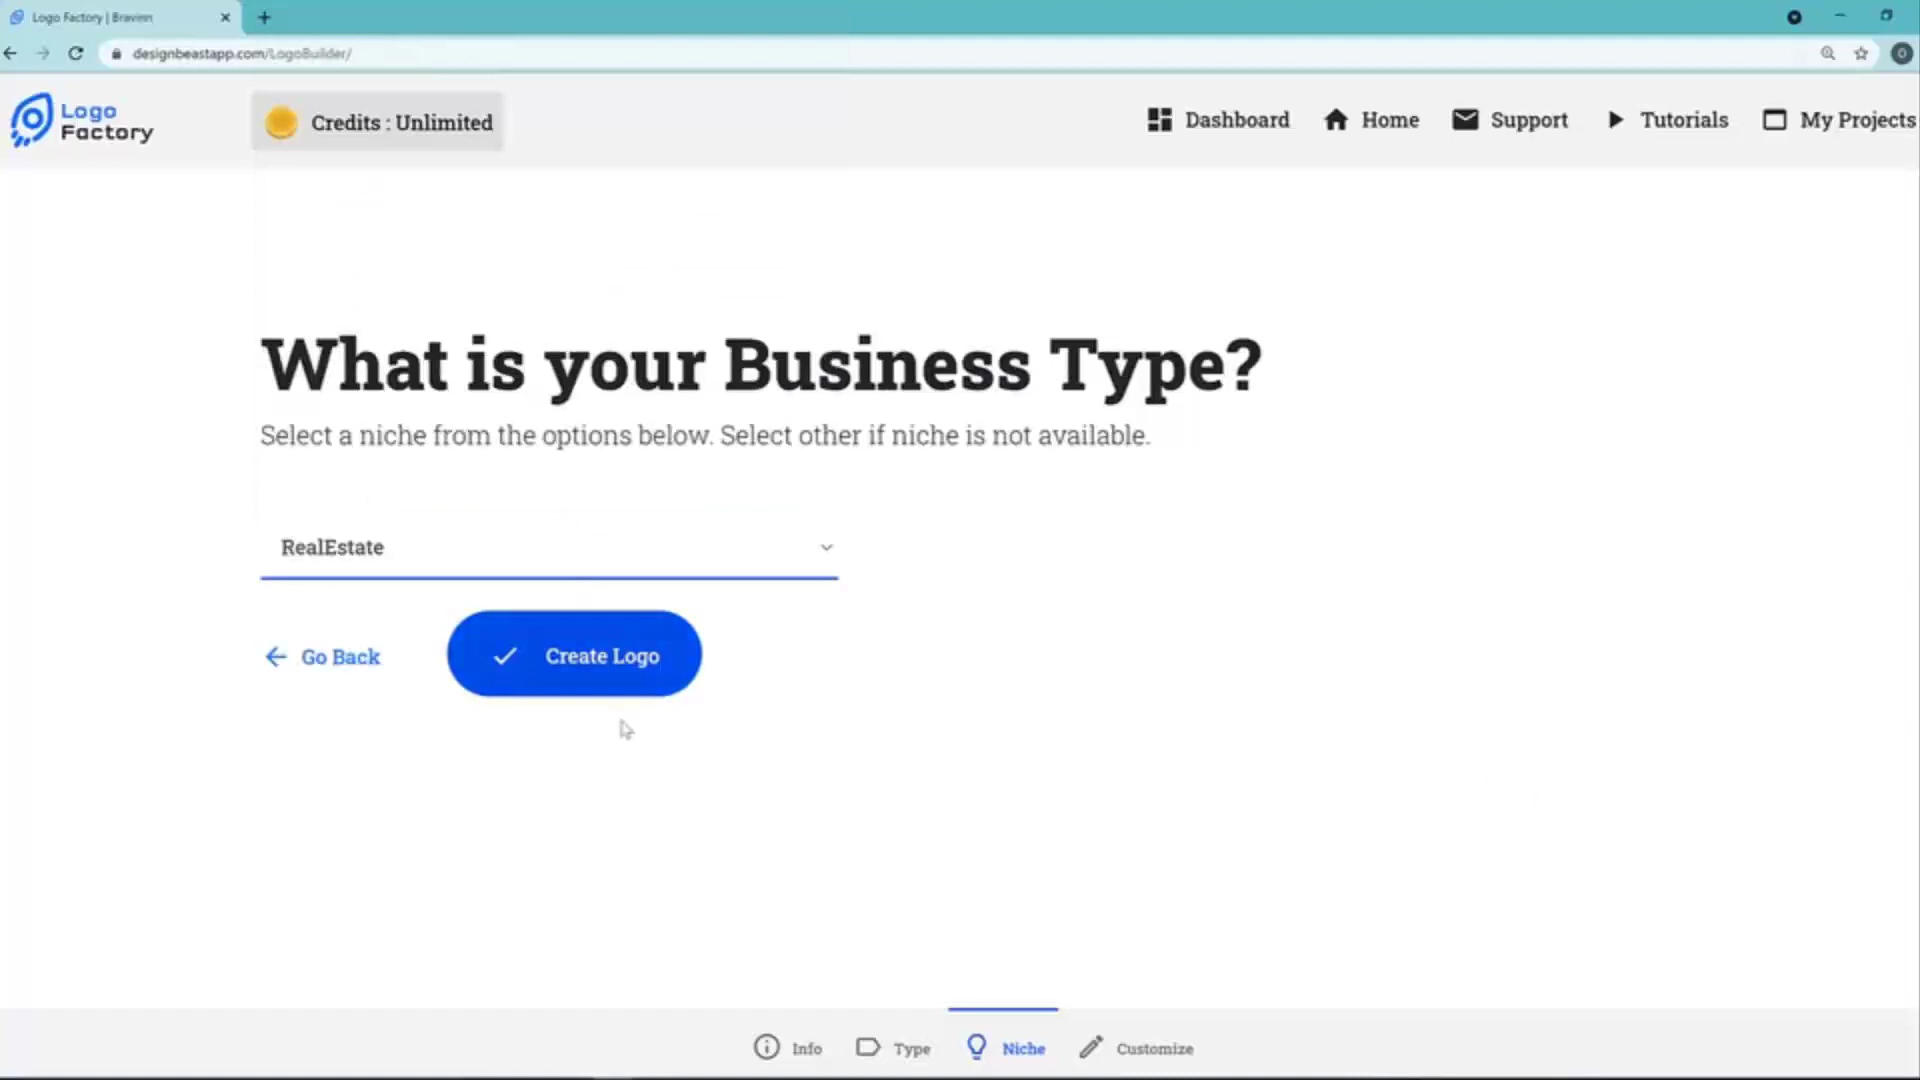 Logo Factory | Bravinn
designbeastapp.com/LogoBuilder/
Logo
Factory
Credits : Unlimited
Dashboard
Home
Support
Tutorials
My Projects
What is your Business Type?
Select a niche from the options below. Select other if niche is not available.
RealEstate
Go Back
Create Logo
Info
Type
Niche
Customize